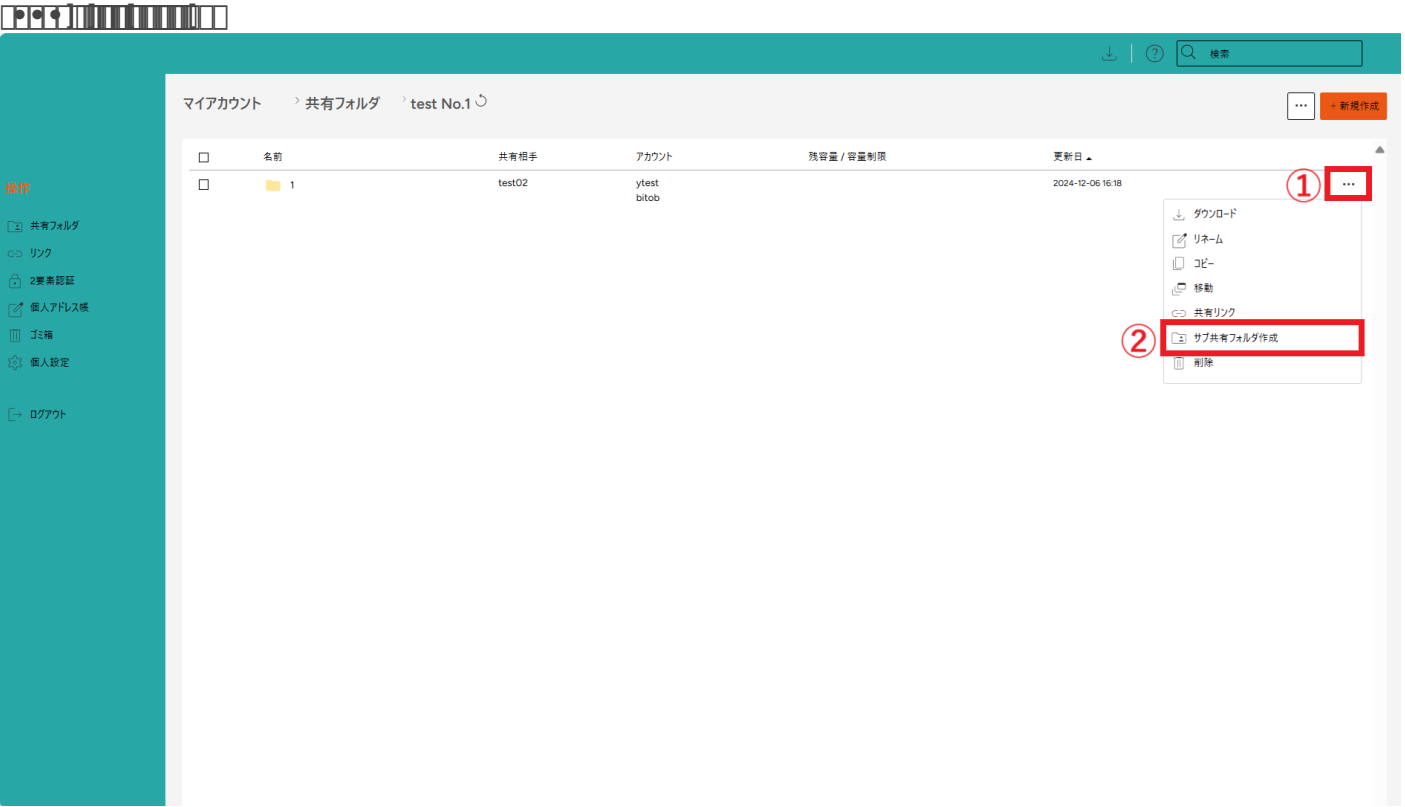 検索
マイアカウント > 共有フォルダ > test No.1
… + 新規作成
名前 共有相手 アカウント 残容量 / 容量制限 更新日
1 test02 ytest 2024-12-06 16:18 ① …
bitob
ダウンロード
リネーム
コピー
移動
共有リンク
② サブ共有フォルダ作成
削除
操作
共有フォルダ
リンク
2要素認証
個人アドレス帳
ゴミ箱
個人設定
ログアウト